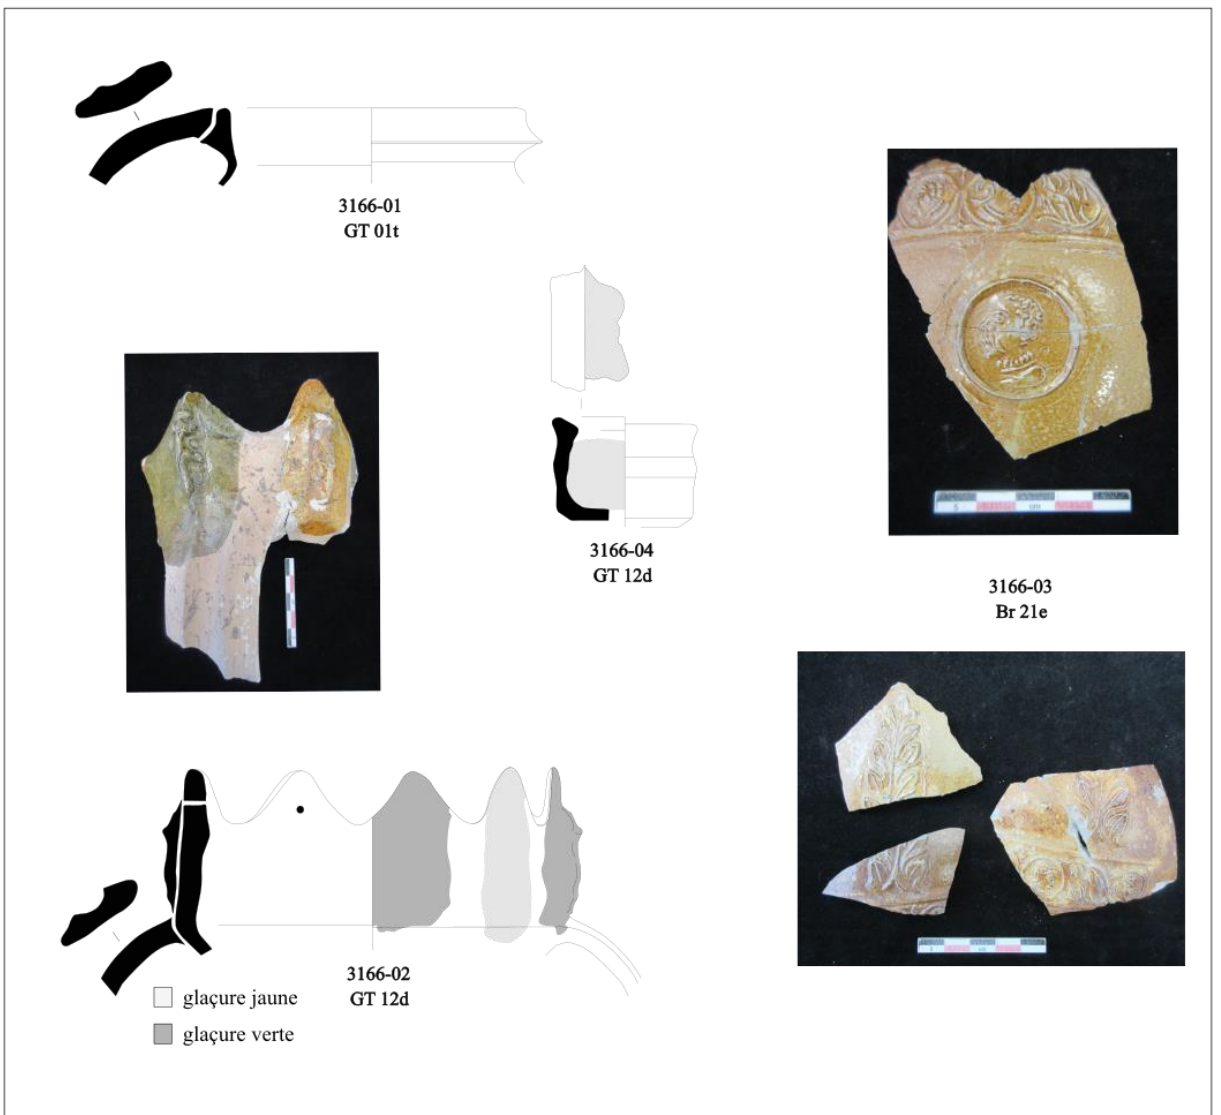 3166-01
GT 01t
3166-04
GT 12d
3166-03
Br 21e
3166-02
GT 12d
glaçure jaune
glaçure verte